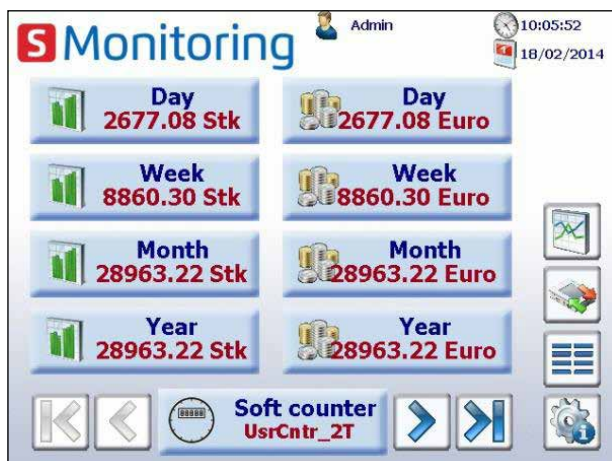 S Monitoring
Admin
10:05:52
18/02/2014
Day
2677.08 Stk
Day
2677.08 Euro
Week
8860.30 Stk
Week
8860.30 Euro
Month
28963.22 Stk
Month
28963.22 Euro
Year
28963.22 Stk
Year
28963.22 Euro
Soft counter
UsrCntr_2T